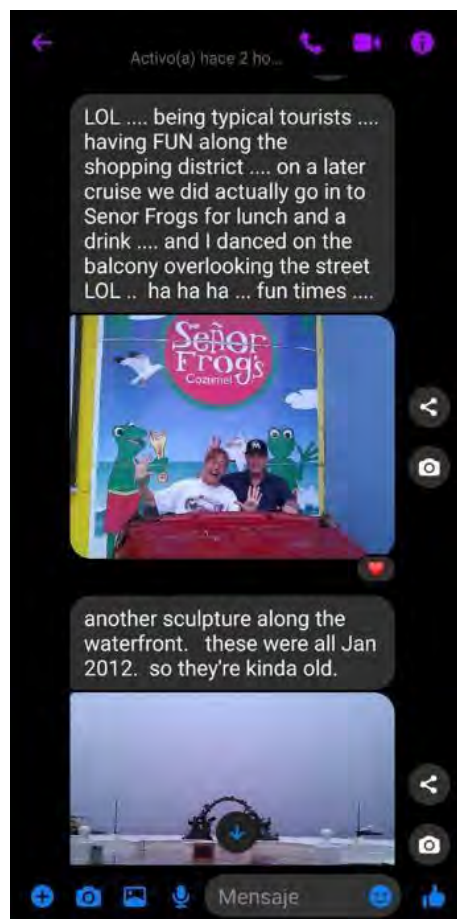 Activo(a) hace 2 ho...
LOL .... being typical tourists ....
having FUN along the
shopping district .... on a later
cruise we did actually go in to
Senor Frogs for lunch and a
drink .... and I danced on the
balcony overlooking the street
LOL .. ha ha ha ... fun times ....
Señor
Frog's
Cozumel
another sculpture along the
waterfront. these were all Jan
2012. so they're kinda old.
Mensaje